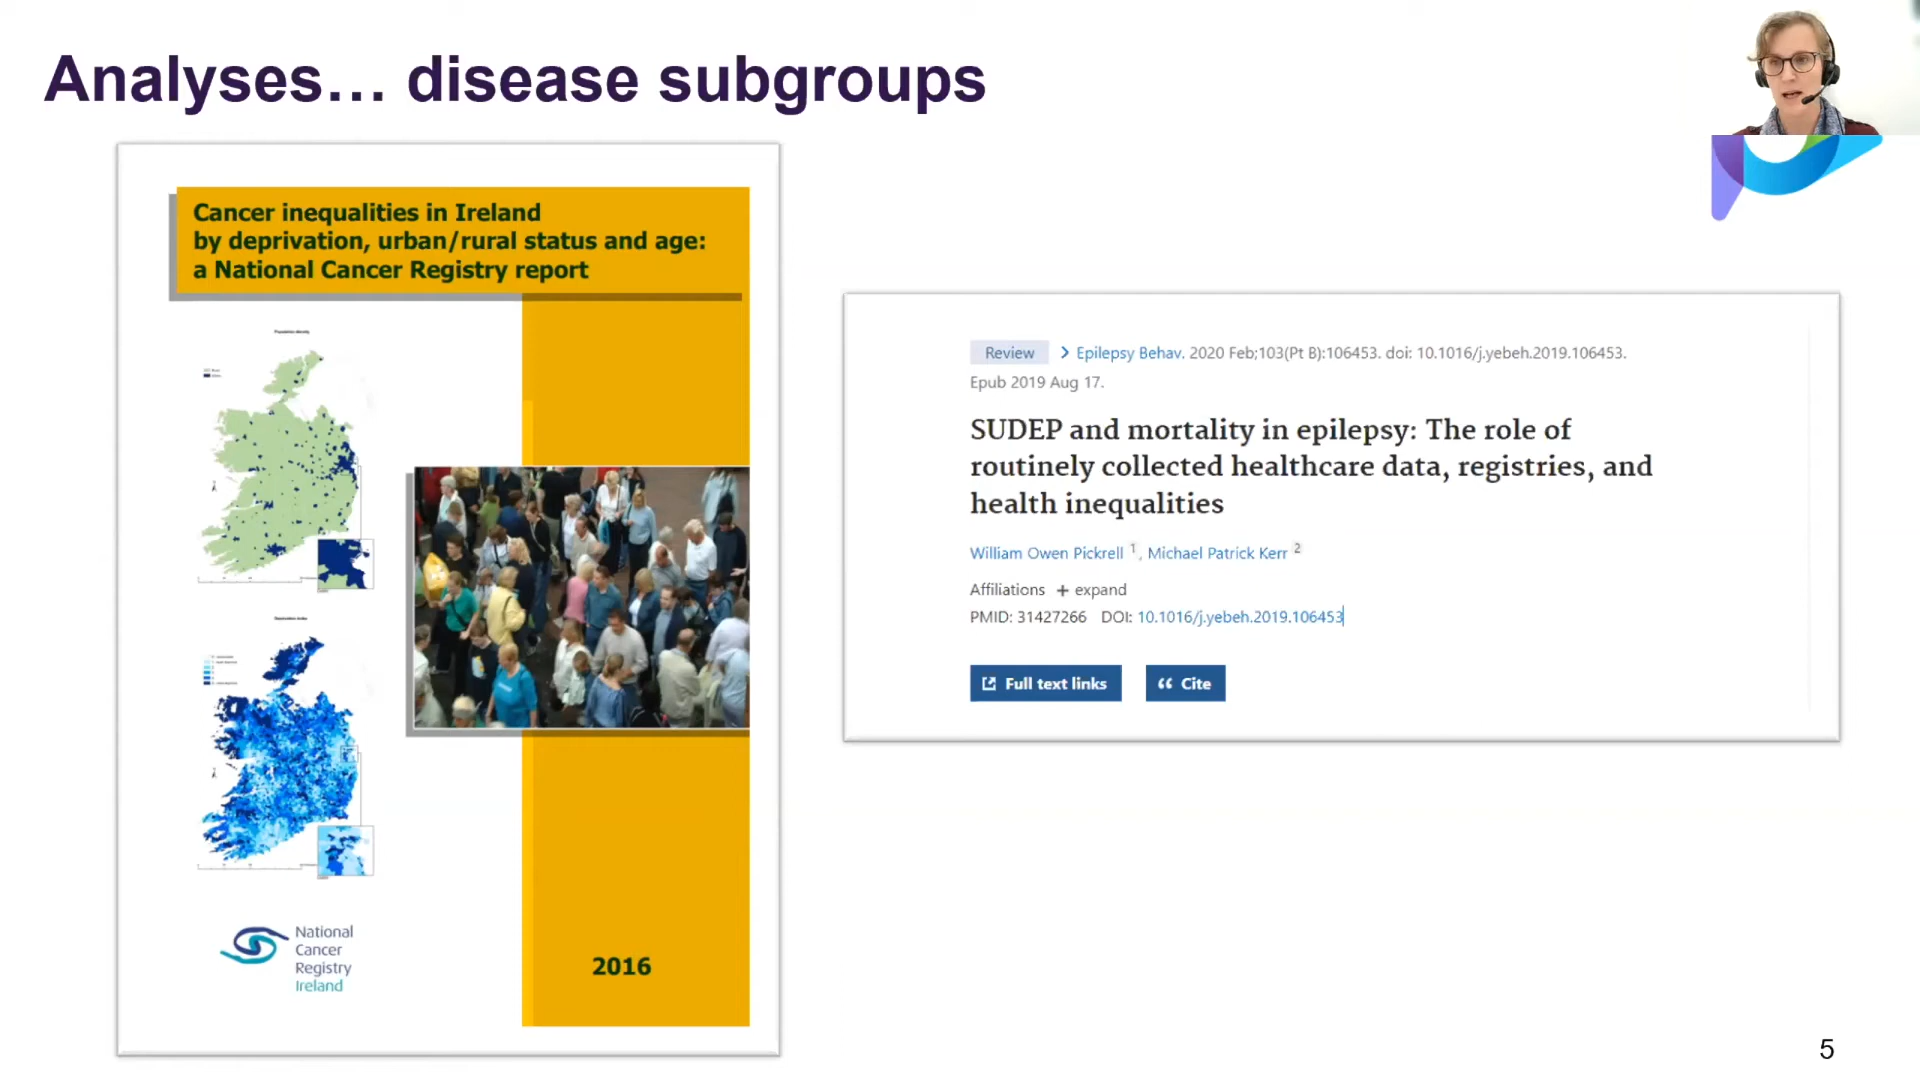 Analyses… disease subgroups
Cancer inequalities in Ireland
by deprivation, urban/rural status and age:
a National Cancer Registry report
National
Cancer
Registry
Ireland
2016
Review > Epilepsy Behav. 2020 Feb;103(Pt B):106453. doi: 10.1016/j.yebeh.2019.106453.
Epub 2019 Aug 17.
SUDEP and mortality in epilepsy: The role of
routinely collected healthcare data, registries, and
health inequalities
William Owen Pickrell 1, Michael Patrick Kerr 2
Affiliations + expand
PMID: 31427266 DOI: 10.1016/j.yebeh.2019.106453
Full text links
Cite
5